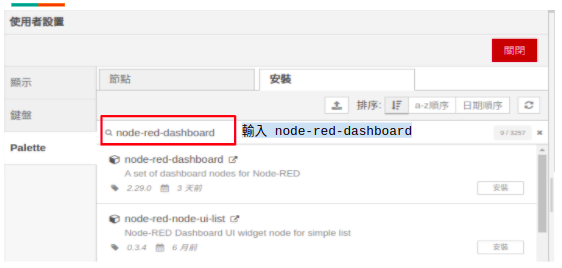 使用者設置
關閉
顯示
節點
安裝
排序:
a-z順序
日期順序
鍵盤
node-red-dashboard
輸入 node-red-dashboard
9 / 3257
Palette
node-red-dashboard
A set of dashboard nodes for Node-RED
2.29.0
3 天前
安裝
node-red-node-ui-list
Node-RED Dashboard UI widget node for simple list
0.3.4
6 月前
安裝